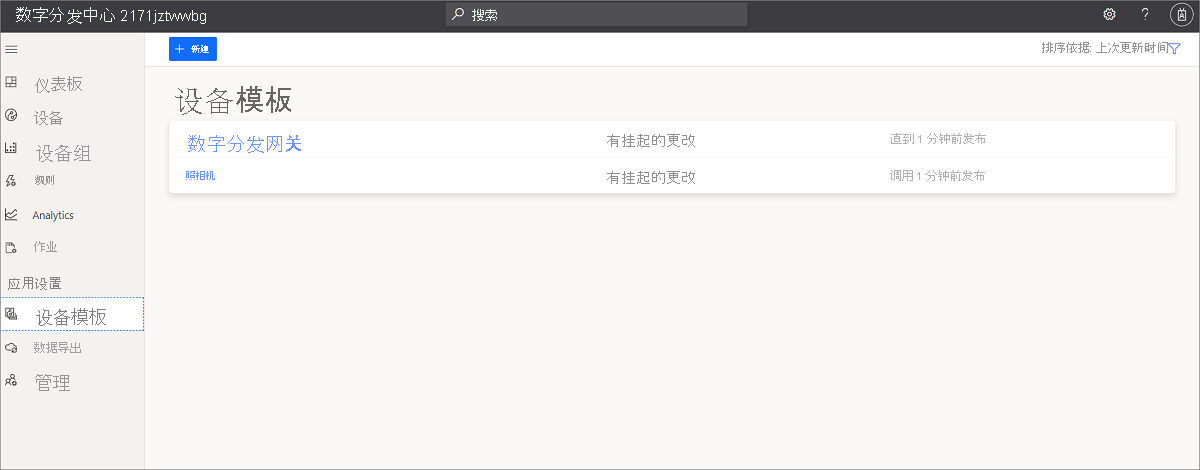 数字分发中心 2171jztwwbg
搜索
?
新建
排序依据: 上次更新时间
仪表板
设备
设备组
规则
Analytics
作业
应用设置
设备模板
数据导出
管理
设备模板
数字分发网关 有挂起的更改 直到 1 分钟前发布
照相机 有挂起的更改 调用 1 分钟前发布